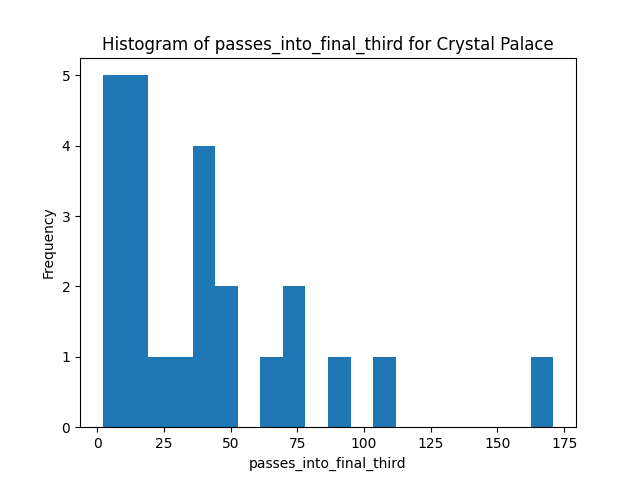 Histogram of passes_into_final_third for Crystal Palace
5
4
3
2
1
0
Frequency
0 25 50 75 100 125 150 175
passes_into_final_third